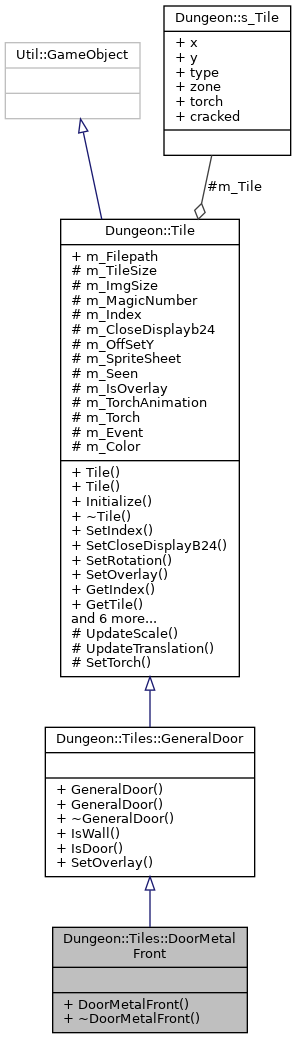 Dungeon::s_Tile
+ x
+ y
+ type
+ zone
+ torch
+ cracked
Util::GameObject
#m_Tile
Dungeon::Tile
+ m_Filepath
# m_TileSize
# m_ImgSize
# m_MagicNumber
# m_Index
# m_CloseDisplayb24
# m_OffSetY
# m_SpriteSheet
# m_Seen
# m_IsOverlay
# m_TorchAnimation
# m_Torch
# m_Event
# m_Color
+ Tile()
+ Tile()
+ Initialize()
+ ~Tile()
+ SetIndex()
+ SetCloseDisplayB24()
+ SetRotation()
+ SetOverlay()
+ GetIndex()
+ GetTile()
and 6 more...
# UpdateScale()
# UpdateTranslation()
# SetTorch()
Dungeon::Tiles::GeneralDoor
+ GeneralDoor()
+ GeneralDoor()
+ ~GeneralDoor()
+ IsWall()
+ IsDoor()
+ SetOverlay()
Dungeon::Tiles::DoorMetal
Front
+ DoorMetalFront()
+ ~DoorMetalFront()